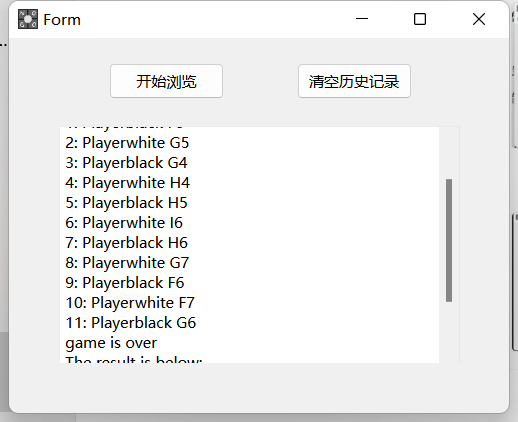 Form
开始浏览
清空历史记录
2: Playerwhite G5
3: Playerblack G4
4: Playerwhite H4
5: Playerblack H5
6: Playerwhite I6
7: Playerblack H6
8: Playerwhite G7
9: Playerblack F6
10: Playerwhite F7
11: Playerblack G6
game is over
The result is below: